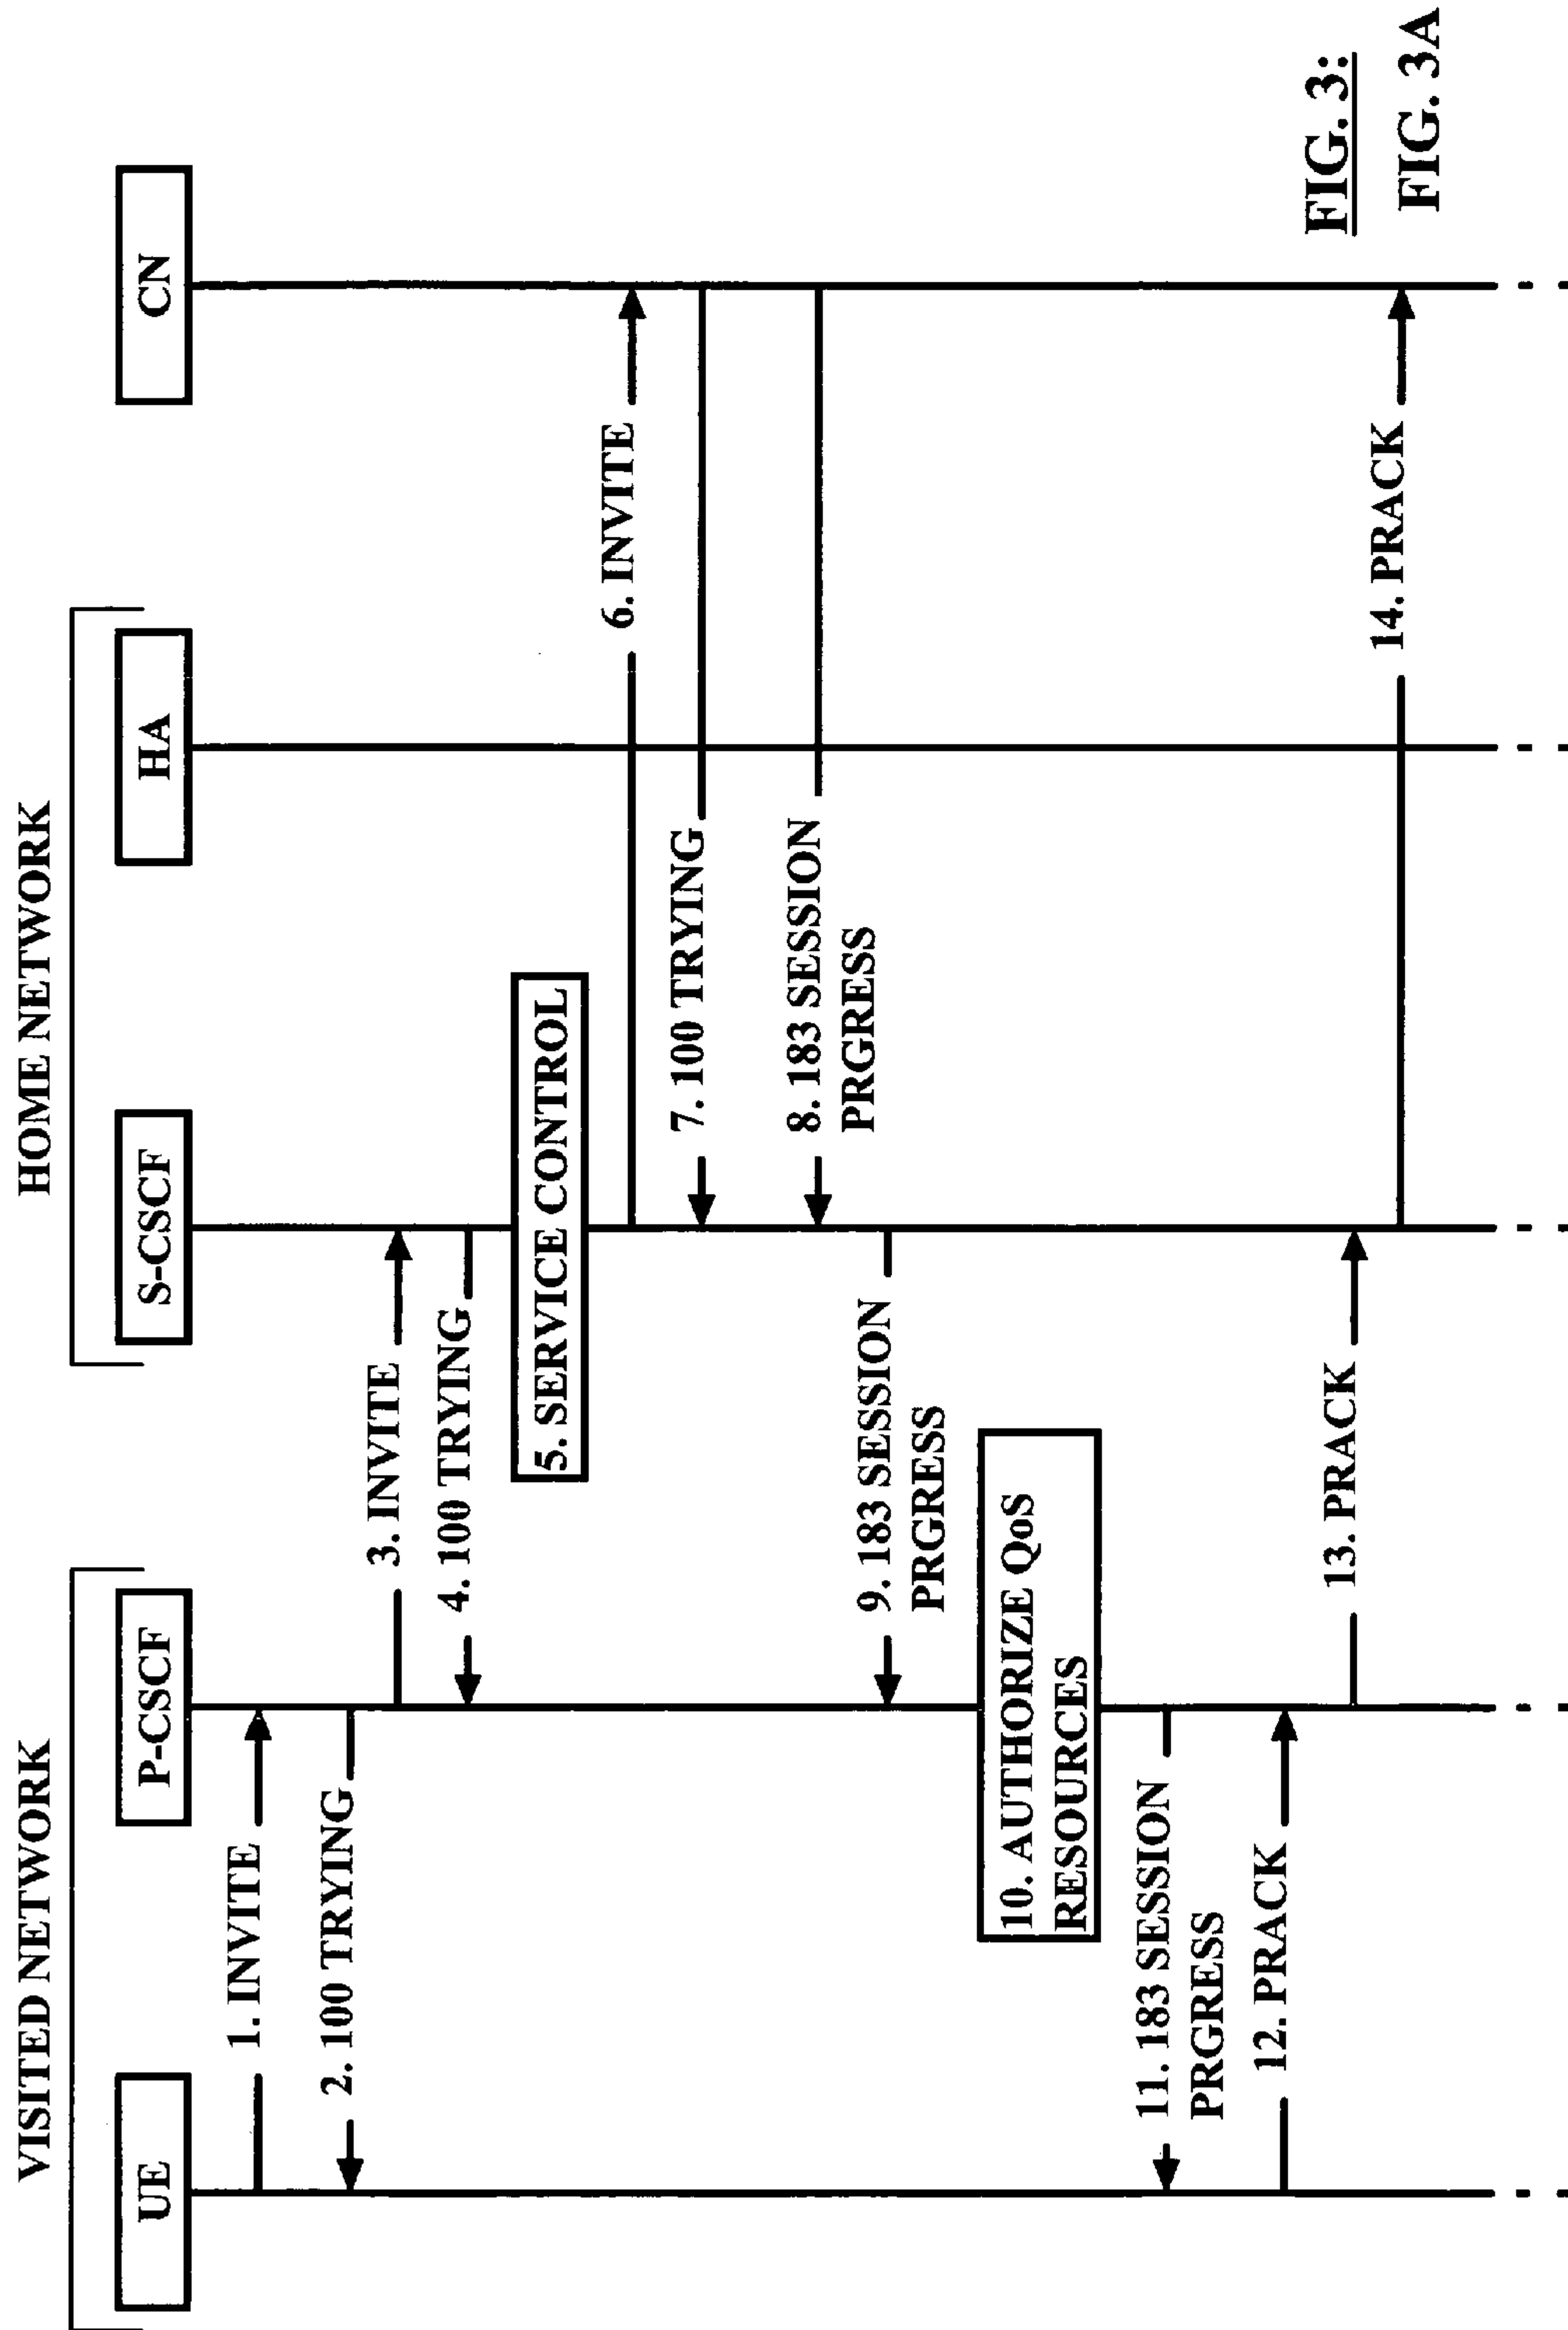 VISITED NETWORK
HOME NETWORK
UE
P-CSCF
S-CSCF
HA
CN
1. INVITE
2. 100 TRYING
3. INVITE
4. 100 TRYING
5. SERVICE CONTROL
6. INVITE
7. 100 TRYING
8. 183 SESSION
PRGRESS
9. 183 SESSION
PRGRESS
10. AUTHORIZE QoS
RESOURCES
11. 183 SESSION
PRGRESS
12. PRACK
13. PRACK
14. PRACK
FIG. 3:
FIG. 3A